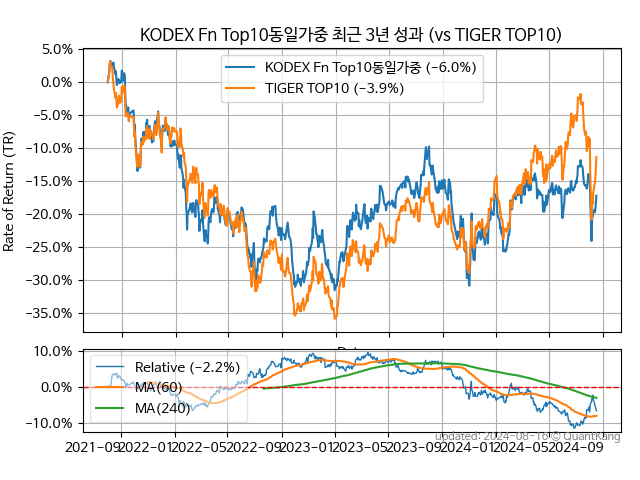 KODEX Fn Top10동일가중 최근 3년 성과 (vs TIGER TOP10)
Rate of Return (TR)
5.0%
0.0%
−5.0%
−10.0%
−15.0%
−20.0%
−25.0%
−30.0%
−35.0%
KODEX Fn Top10동일가중 (−6.0%)
TIGER TOP10 (−3.9%)
10.0%
0.0%
−10.0%
Relative (−2.2%)
MA(60)
MA(240)
2021-09 2022-01 2022-05 2022-09 2023-01 2023-05 2023-09 2024-01 2024-05 2024-09
updated: 2024-08-16 © QuantKang